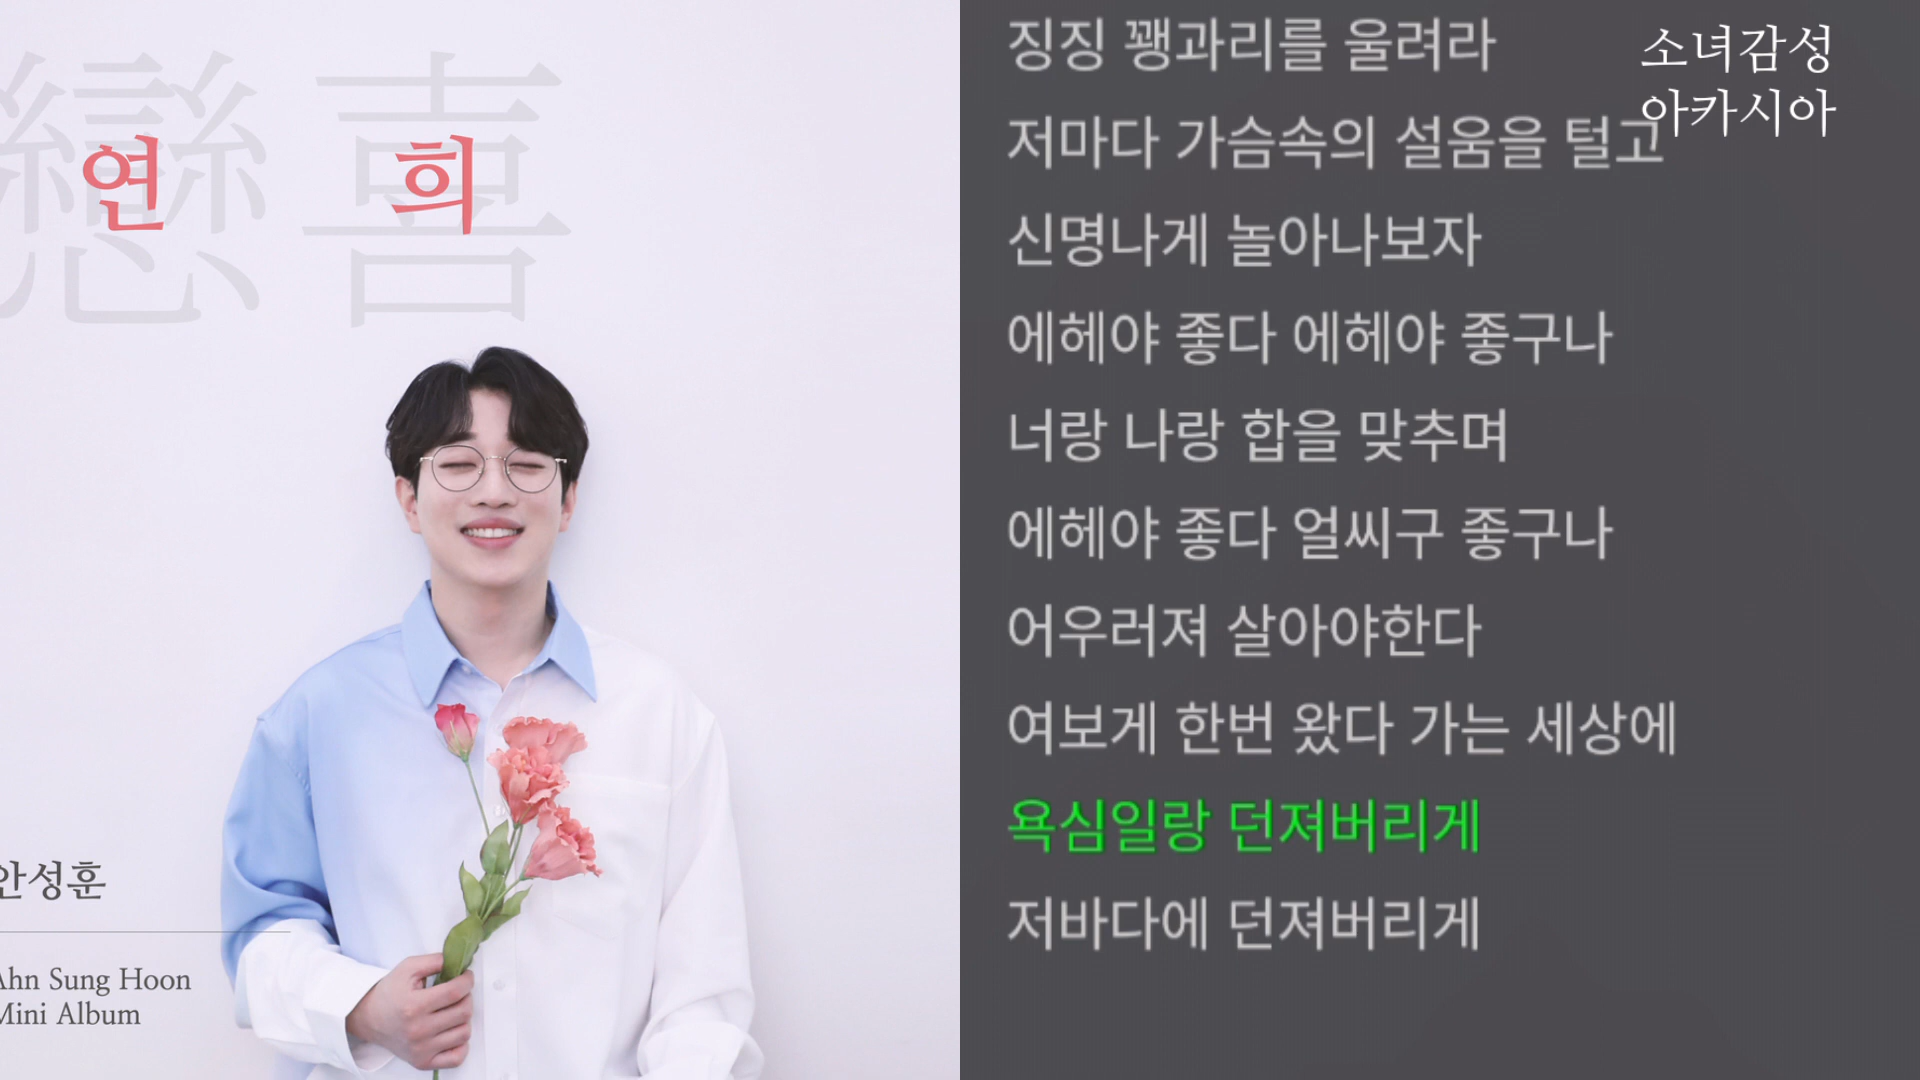 戀 喜
연 희
안성훈
Ahn Sung Hoon
Mini Album
징징 꽹과리를 울려라
저마다 가슴속의 설움을 털고
신명나게 놀아나보자
에헤야 좋다 에헤야 좋구나
너랑 나랑 합을 맞추며
에헤야 좋다 얼씨구 좋구나
어우러져 살아야한다
여보게 한번 왔다 가는 세상에
욕심일랑 던져버리게
저바다에 던져버리게
소녀감성
아카시아